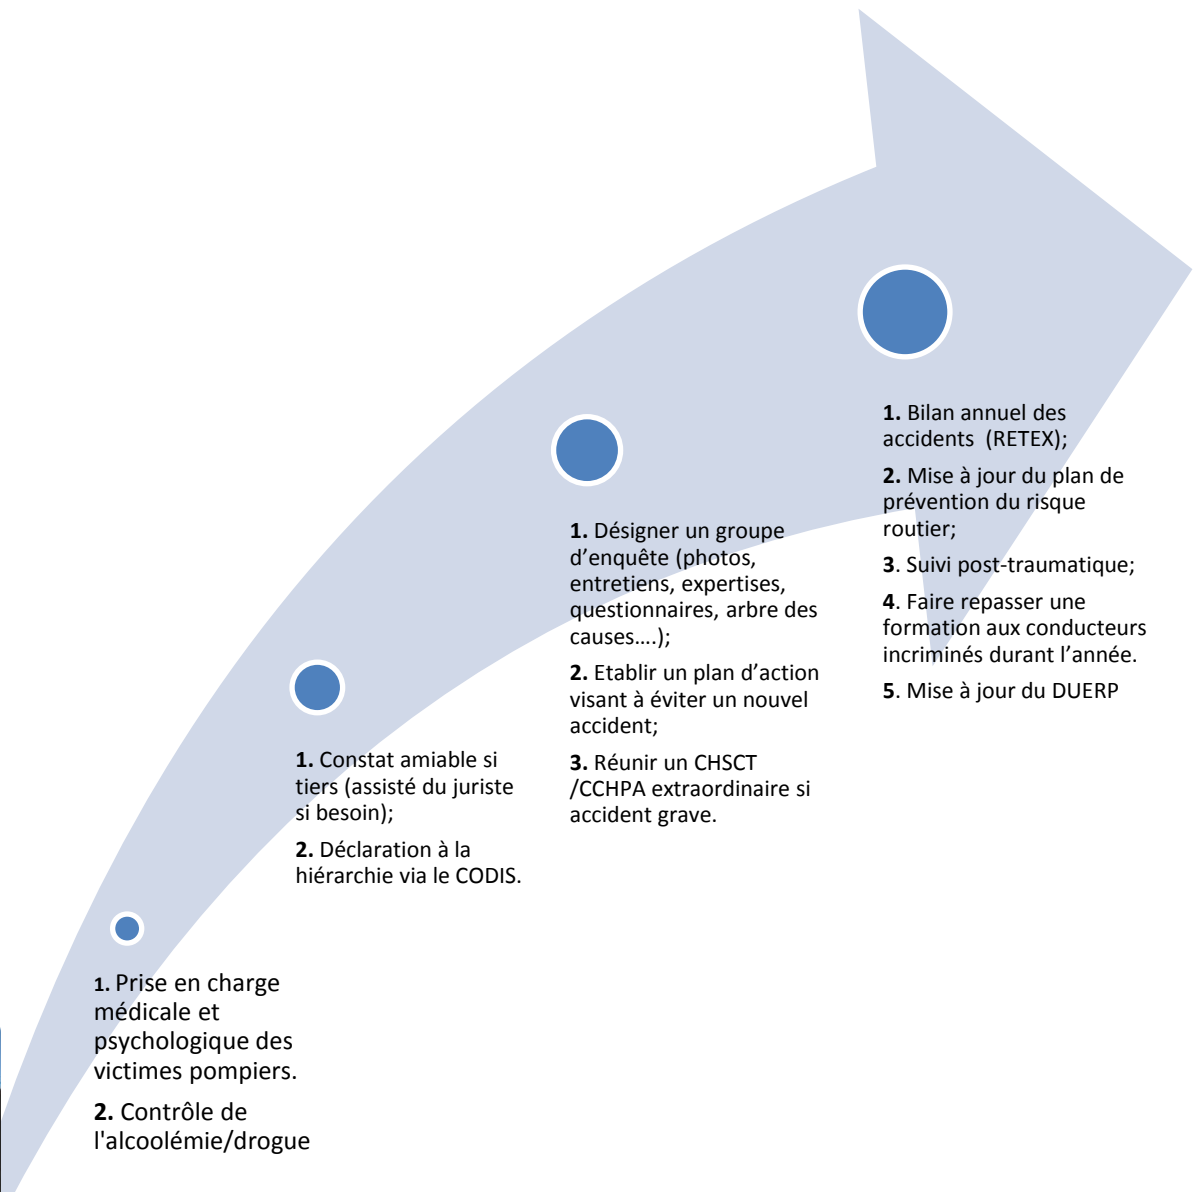 1. Prise en charge
médicale et
psychologique des
victimes pompiers.
2. Contrôle de
l'alcoolémie/drogue
1. Constat amiable si
tiers (assisté du juriste
si besoin);
2. Déclaration à la
hiérarchie via le CODIS.
1. Désigner un groupe
d’enquête (photos,
entretiens, expertises,
questionnaires, arbre des
causes….);
2. Etablir un plan d’action
visant à éviter un nouvel
accident;
3. Réunir un CHSCT
/CCHPA extraordinaire si
accident grave.
1. Bilan annuel des
accidents (RETEX);
2. Mise à jour du plan de
prévention du risque
routier;
3. Suivi post-traumatique;
4. Faire repasser une
formation aux conducteurs
incriminés durant l’année.
5. Mise à jour du DUERP